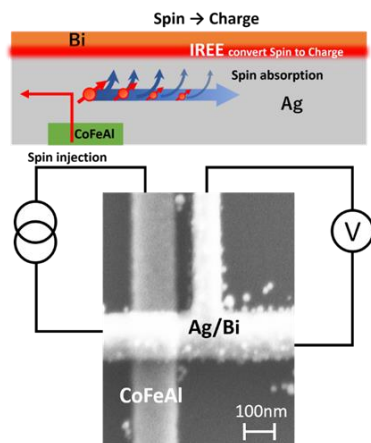 Spin → Charge
Bi
IREE convert Spin to Charge
Spin absorption
Ag
CoFeAl
Spin injection
V
Ag/Bi
CoFeAl
100nm